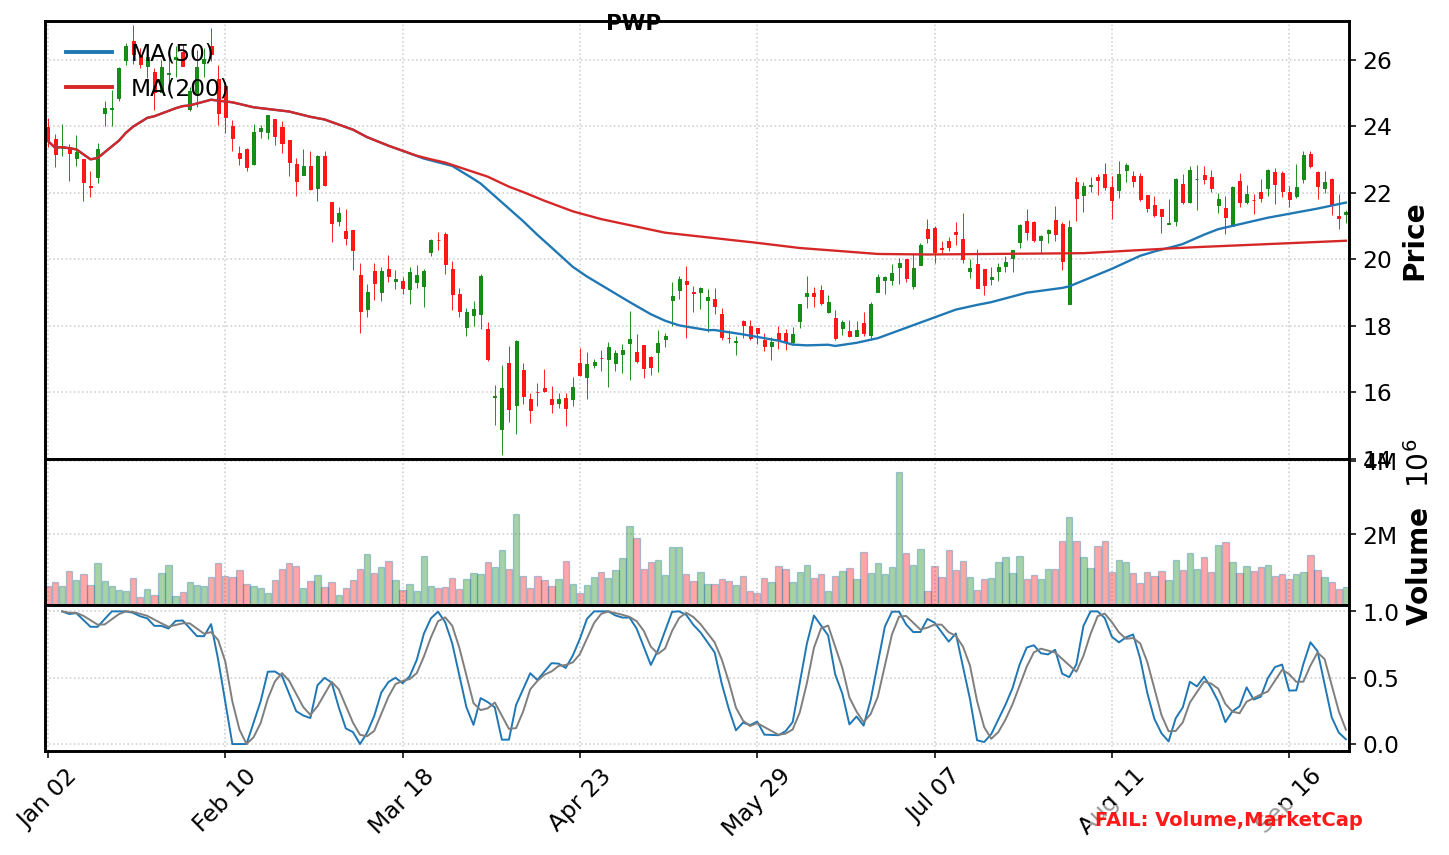 PWP
MA(50)
MA(200)
26
24
22
20
18
16
14
Price
4M
2M
Volume 10^6
1.0
0.5
0.0
Jan 02
Feb 10
Mar 18
Apr 23
May 29
Jul 07
Aug 11
Sep 16
FAIL: Volume,MarketCap